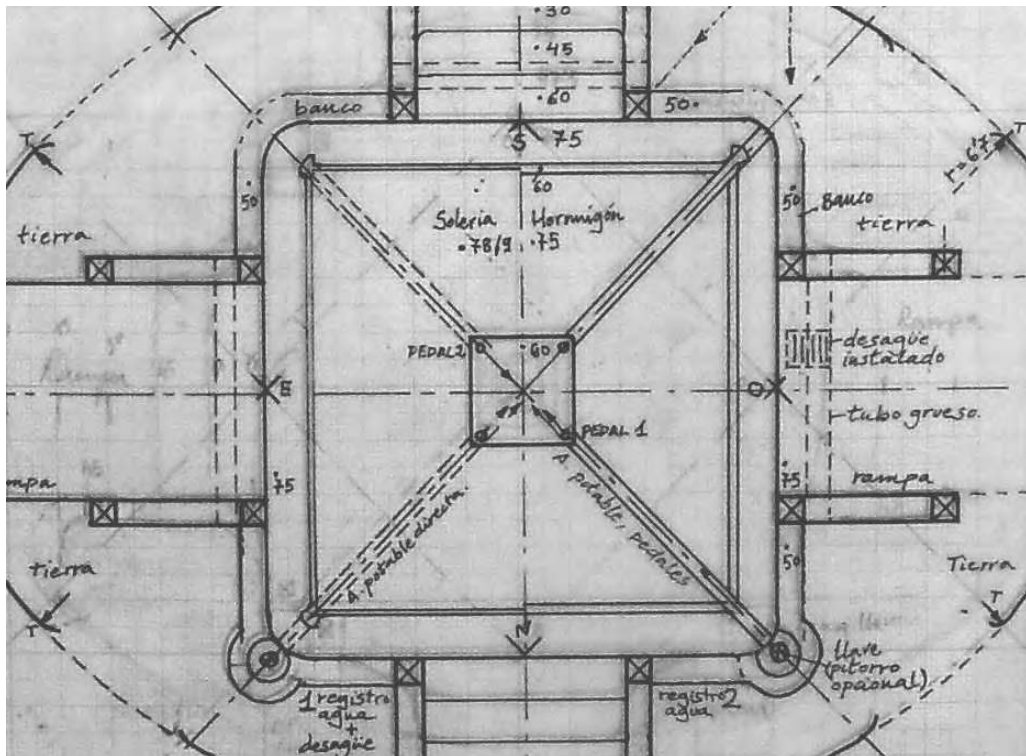 .30
.45
.60
banco
50.
S
75
T
r=6'75
60
50
50
Banco
Solería
Hormigón
.78/9
.75
tierra
tierra
PEDAL 2
.60
desagüe
instalado
Rampa
Rampa
E
O
tubo grueso.
PEDAL 1
75
75
rampa
A. potable directa
A. potable, pedales
50
tierra
Tierra
T
T
N
llave
(pitorro
opcional)
1 registro
agua
+
desagüe
registro 2
agua